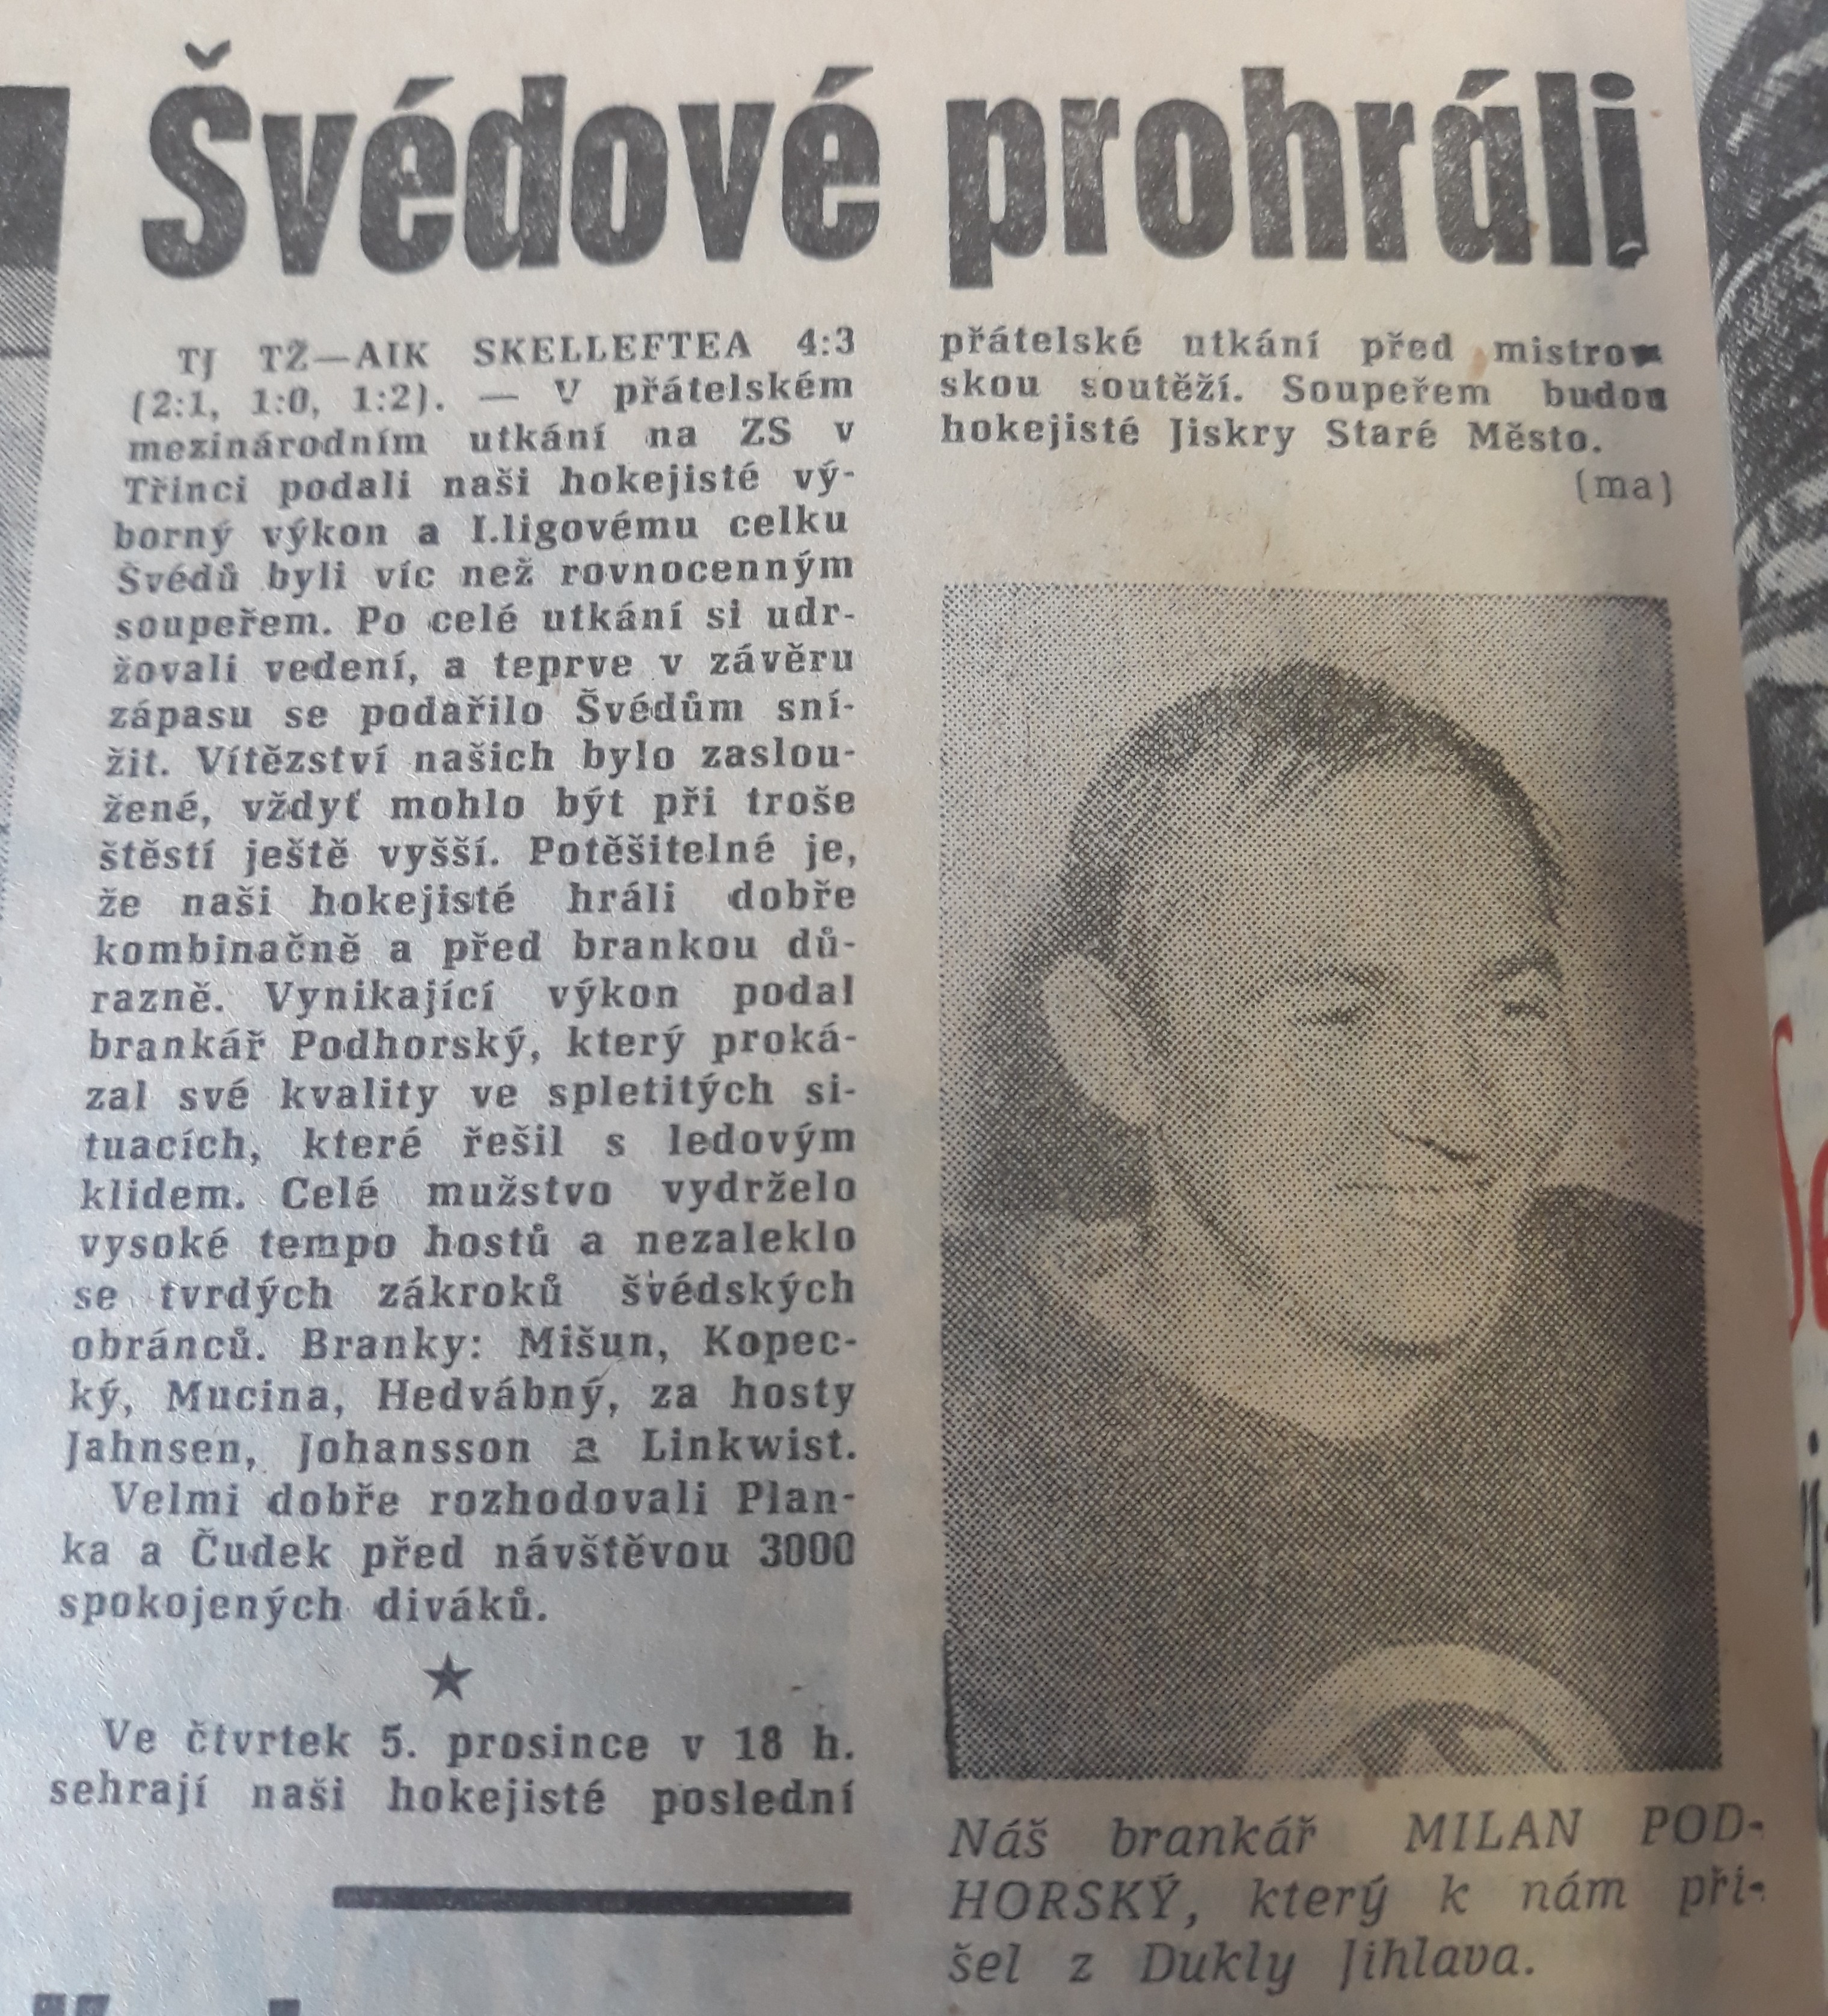 Švédové prohráli
TJ TŽ—AIK SKELLEFTEA 4:3
(2:1, 1:0, 1:2). — V přátelském
mezinárodním utkání na ZS v
Třinci podali naši hokejisté vý-
borný výkon a I.ligovému celku
Švédů byli víc než rovnocenným
soupeřem. Po celé utkání si udr-
žovali vedení, a teprve v závěru
zápasu se podařilo Švédům sní-
žit. Vítězství našich bylo zaslou-
žené, vždyť mohlo být při troše
štěstí ještě vyšší. Potěšitelné je,
že naši hokejisté hráli dobře
kombinačně a před brankou dů-
razně. Vynikající výkon podal
brankář Podhorský, který proká-
zal své kvality ve spletitých si-
tuacích, které řešil s ledovým
klidem. Celé mužstvo vydrželo
vysoké tempo hostů a nezaleklo
se tvrdých zákroků švédských
obránců. Branky: Mišun, Kopec-
ký, Mucina, Hedvábný, za hosty
Jahnsen, Johansson a Linkwist.
Velmi dobře rozhodovali Plan-
ka a Čudek před návštěvou 3000
spokojených diváků.
★
Ve čtvrtek 5. prosince v 18 h.
sehrají naši hokejisté poslední
přátelské utkání před mistrov
skou soutěží. Soupeřem budou
hokejisté Jiskry Staré Město.
(ma)
Náš brankář MILAN POD-
HORSKÝ, který k nám při-
šel z Dukly Jihlava.